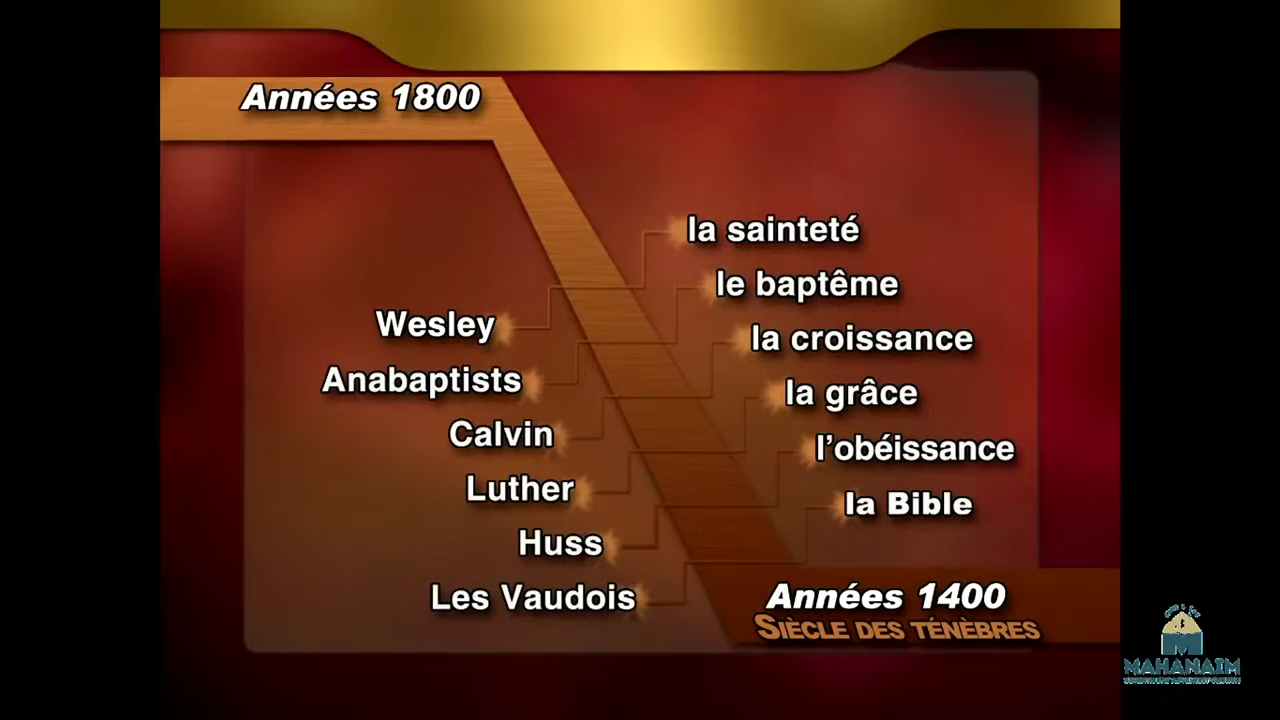 Années 1800
la sainteté
le baptême
Wesley
la croissance
Anabaptists
la grâce
Calvin
l'obéissance
Luther
la Bible
Huss
Les Vaudois
Années 1400
SIÈCLE DES TÉNÈBRES
MAHANAIM